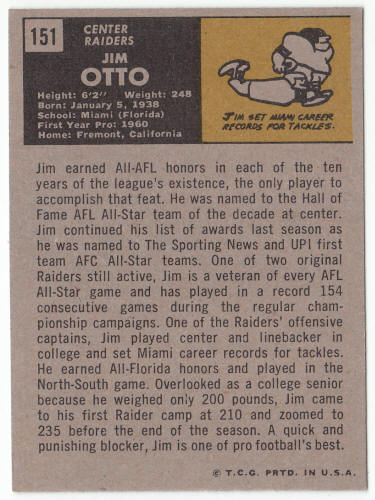 151
CENTER
RAIDERS
JIM
OTTO
Height: 6'2" Weight: 248
Born: January 5, 1938
School: Miami (Florida)
First Year Pro: 1960
Home: Fremont, California
JIM SET MIAMI CAREER
RECORDS FOR TACKLES.
Jim earned All-AFL honors in each of the ten
years of the league's existence, the only player to
accomplish that feat. He was named to the Hall of
Fame AFL All-Star team of the decade at center.
Jim continued his list of awards last season as
he was named to The Sporting News and UPI first
team AFC All-Star teams. One of two original
Raiders still active, Jim is a veteran of every AFL
All-Star game and has played in a record 154
consecutive games during the regular cham-
pionship campaigns. One of the Raiders' offensive
captains, Jim played center and linebacker in
college and set Miami career records for tackles.
He earned All-Florida honors and played in the
North-South game. Overlooked as a college senior
because he weighed only 200 pounds, Jim came
to his first Raider camp at 210 and zoomed to
235 before the end of the season. A quick and
punishing blocker, Jim is one of pro football's best.
© T.C.G. PRTD. IN U.S.A.